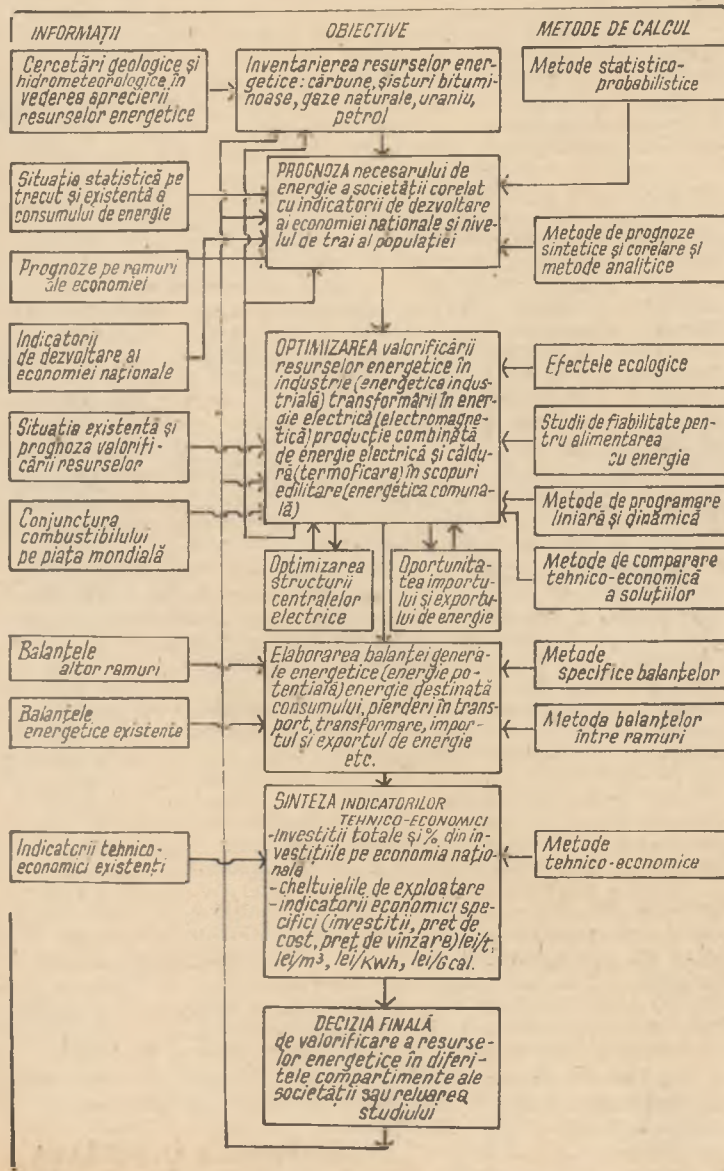 INFORMAȚII
OBIECTIVE
METODE DE CALCUL
Cercetări geologice și
hidrometeorologice în
vederea aprecierii
resurselor energetice
Inventarierea resurselor ener-
getice: cărbune, șisturi bitumi-
noase, gaze naturale, uraniu,
petrol
Metode statistico-
probabilistice
Situația statistică pe
trecut și existentă a
consumului de energie
PROGNOZA necesarului de
energie a societății corelat
cu indicatorii de dezvoltare
ai economiei naționale și nive-
lul de trai al populației
Metode de prognoze
sintetice și corelare și
metode analitice
Prognoze pe ramuri
ale economiei
Indicatorii
de dezvoltare ai
economiei naționale
OPTIMIZAREA valorificării
resurselor energetice în
industrie (energetica indus-
trială) transformării în ener-
gie electrică (electromagne-
tică) producție combinată
de energie electrică și căldu-
ră (termoficare) în scopuri
edilitare (energetica comuna-
lă)
Efectele ecologice
Situația existentă și
prognoza valorifi-
cării resurselor
Studii de fiabilitate pen-
tru alimentarea
cu energie
Conjunctura
combustibilului
pe piața mondială
Metode de programare
liniară și dinamică
Metode de comparare
tehnico-economică
a soluțiilor
Optimizarea
structurii
centralelor
electrice
Oportunita-
tea importu-
lui și exportu-
lui de energie
Balanțele
altor ramuri
Elaborarea balanței genera-
le energetice (energie po-
tențială) energie destinată
consumului, pierderi în trans-
port, transformare, impor-
tul și exportul de energie
etc.
Metode
specifice balanțelor
Balanțele
energetice existente
Metoda balanțelor
între ramuri
SINTEZA INDICATORILOR
TEHNICO-ECONOMICI
-Investiții totale și % din in-
vestițiile pe economia națio-
nală
-cheltuielile de exploatare
-indicatorii economici spe-
cifici (investiții, preț de
cost, preț de vînzare) lei/t,
lei/m³, lei/KWh, lei/Gcal.
Indicatorii tehnico-
economici existenți
Metode
tehnico-economice
DECIZIA FINALĂ
de valorificare a resurse-
lor energetice în diferi-
tele compartimente ale
societății sau reluarea
studiului